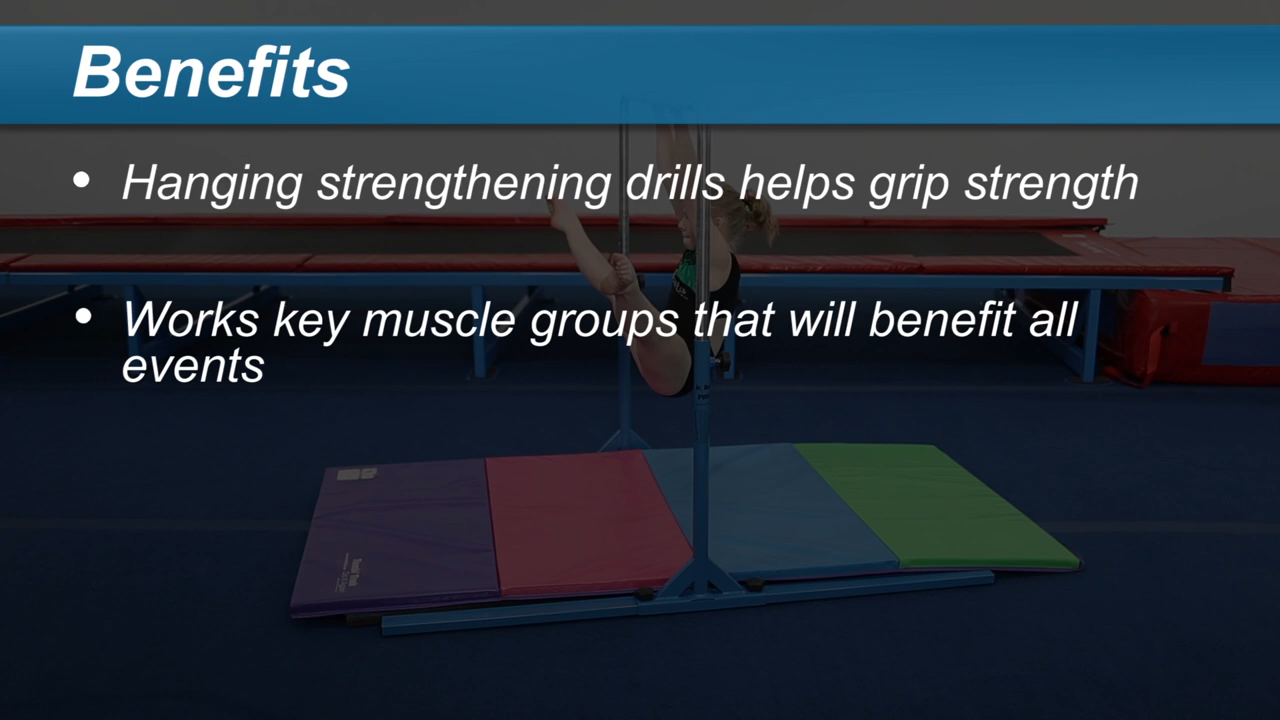 Benefits
• Hanging strengthening drills helps grip strength
• Works key muscle groups that will benefit all
events